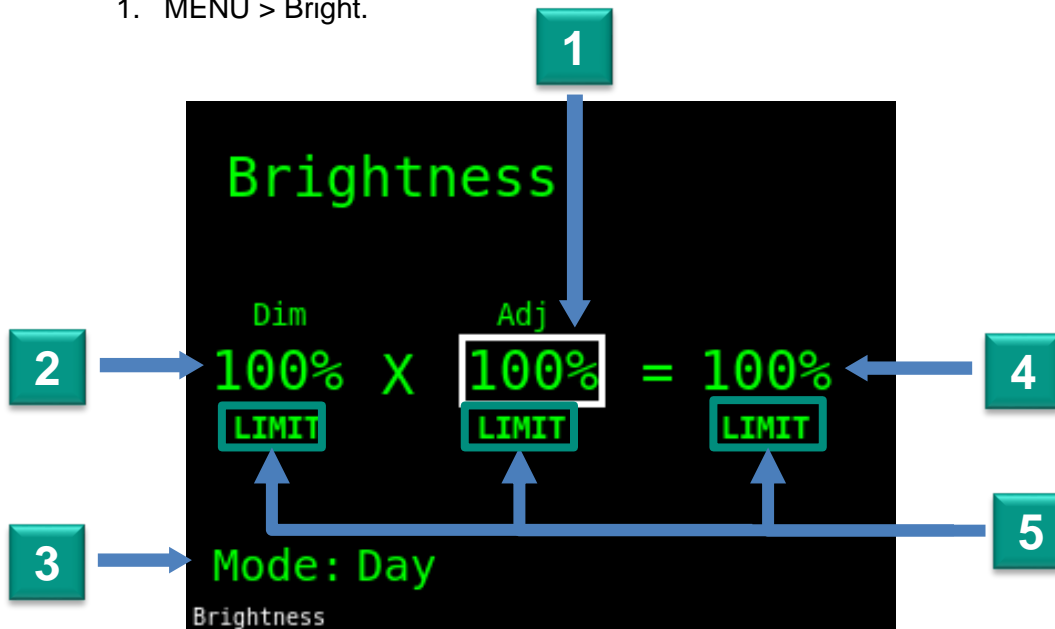 1. MENU > Bright.
1
Brightness
Dim Adj
2 100% X 100% = 100% 4
LIMIT LIMIT LIMIT
5
3 Mode: Day
Brightness